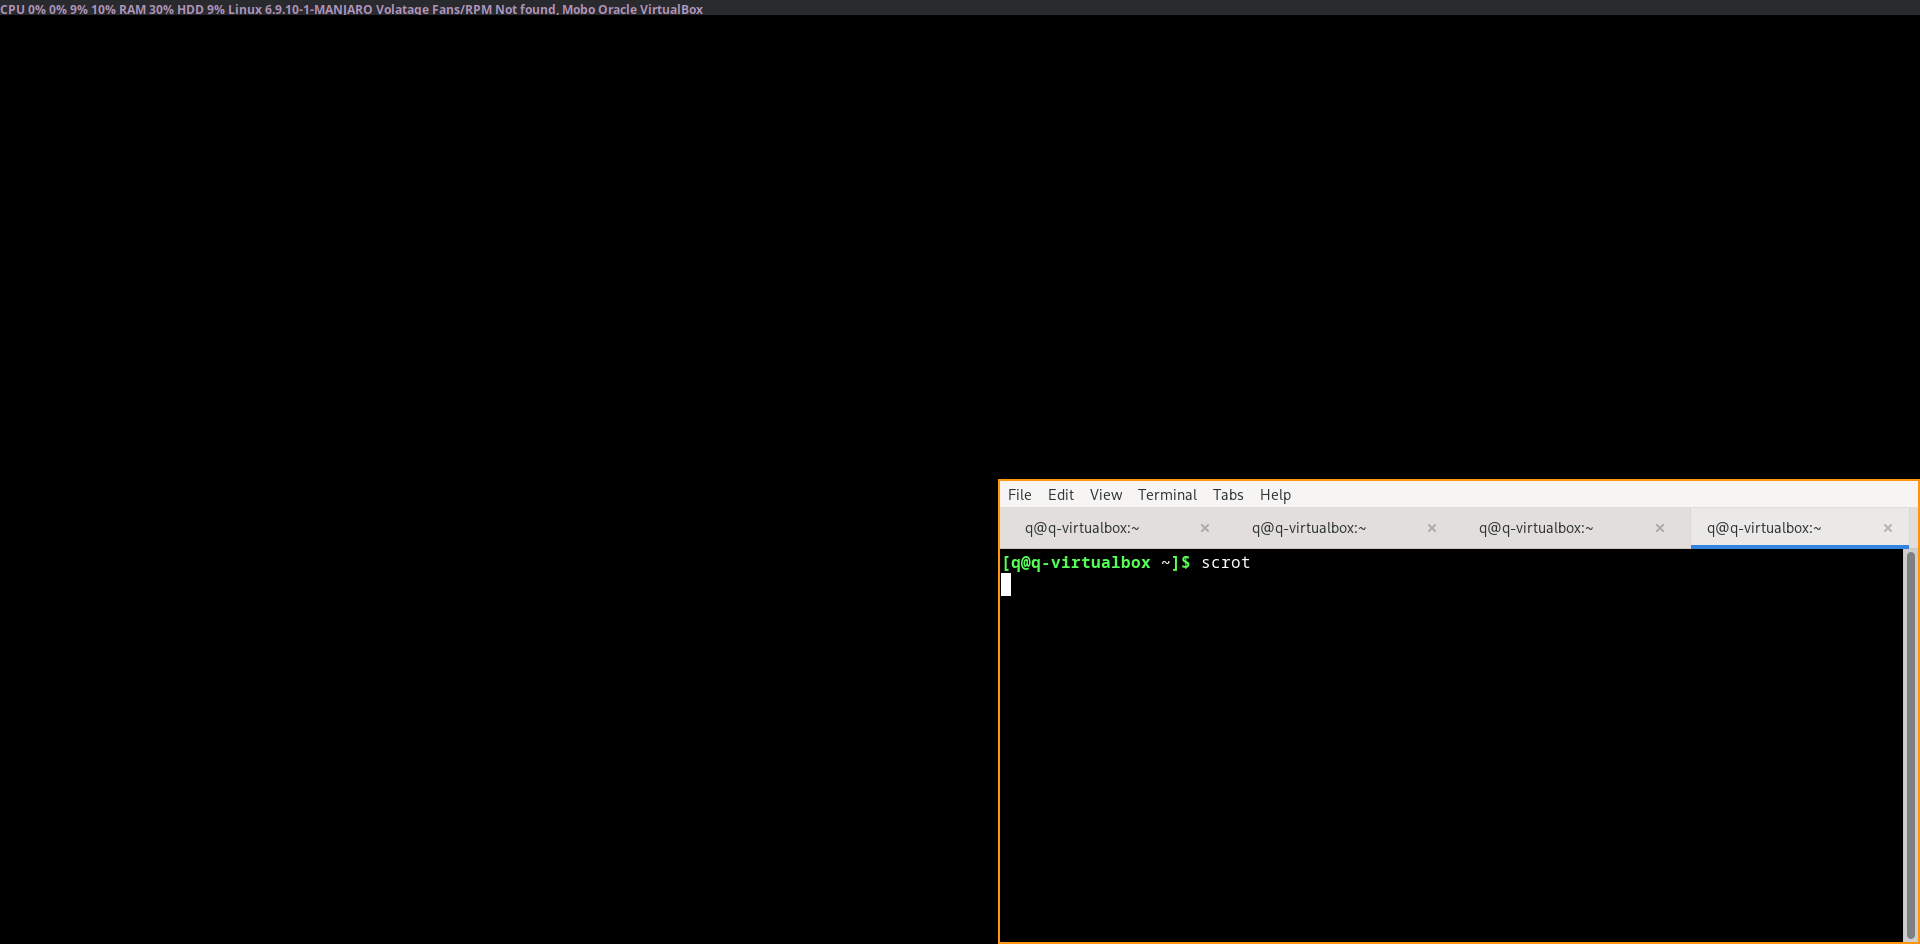 CPU 0% 0% 9% 10% RAM 30% HDD 9% Linux 6.9.10-1-MANJARO Volatage Fans/RPM Not found, Mobo Oracle VirtualBox
File Edit View Terminal Tabs Help
q@q-virtualbox:~ × q@q-virtualbox:~ × q@q-virtualbox:~ × q@q-virtualbox:~ ×
[q@q-virtualbox ~]$ scrot